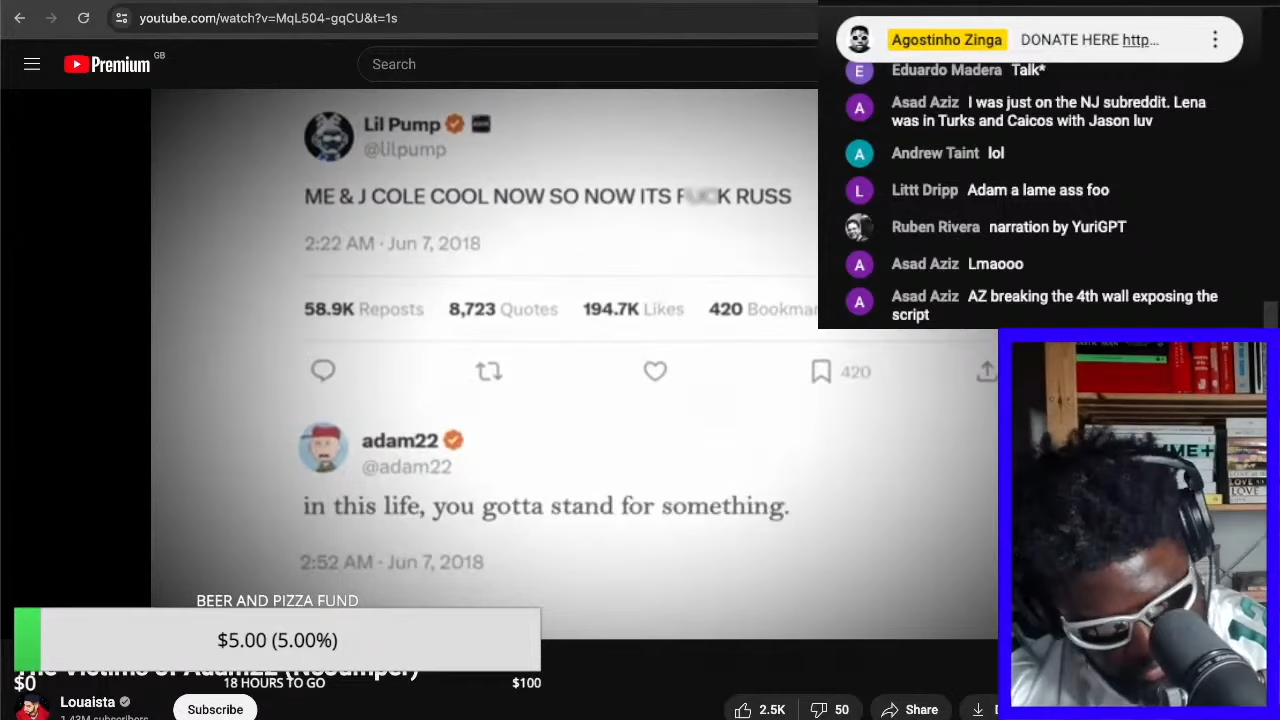 youtube.com/watch?v=MqL504-gqCU&t=1s
Premium GB
Search
Agostinho Zinga DONATE HERE http...
Eduardo Madera Talk*
Asad Aziz I was just on the NJ subreddit. Lena
was in Turks and Caicos with Jason luv
Andrew Taint lol
Littt Dripp Adam a lame ass foo
Ruben Rivera narration by YuriGPT
Asad Aziz Lmaooo
Asad Aziz AZ breaking the 4th wall exposing the
script
Lil Pump
@lilpump
ME & J COLE COOL NOW SO NOW ITS F K RUSS
2:22 AM · Jun 7, 2018
58.9K Reposts 8,723 Quotes 194.7K Likes 420
420
adam22
@adam22
in this life, you gotta stand for something.
2:52 AM · Jun 7, 2018
BEER AND PIZZA FUND
$5.00 (5.00%)
$0 18 HOURS TO GO $100
Louaista
Subscribe
2.5K 50 Share
LOVE
LOVE